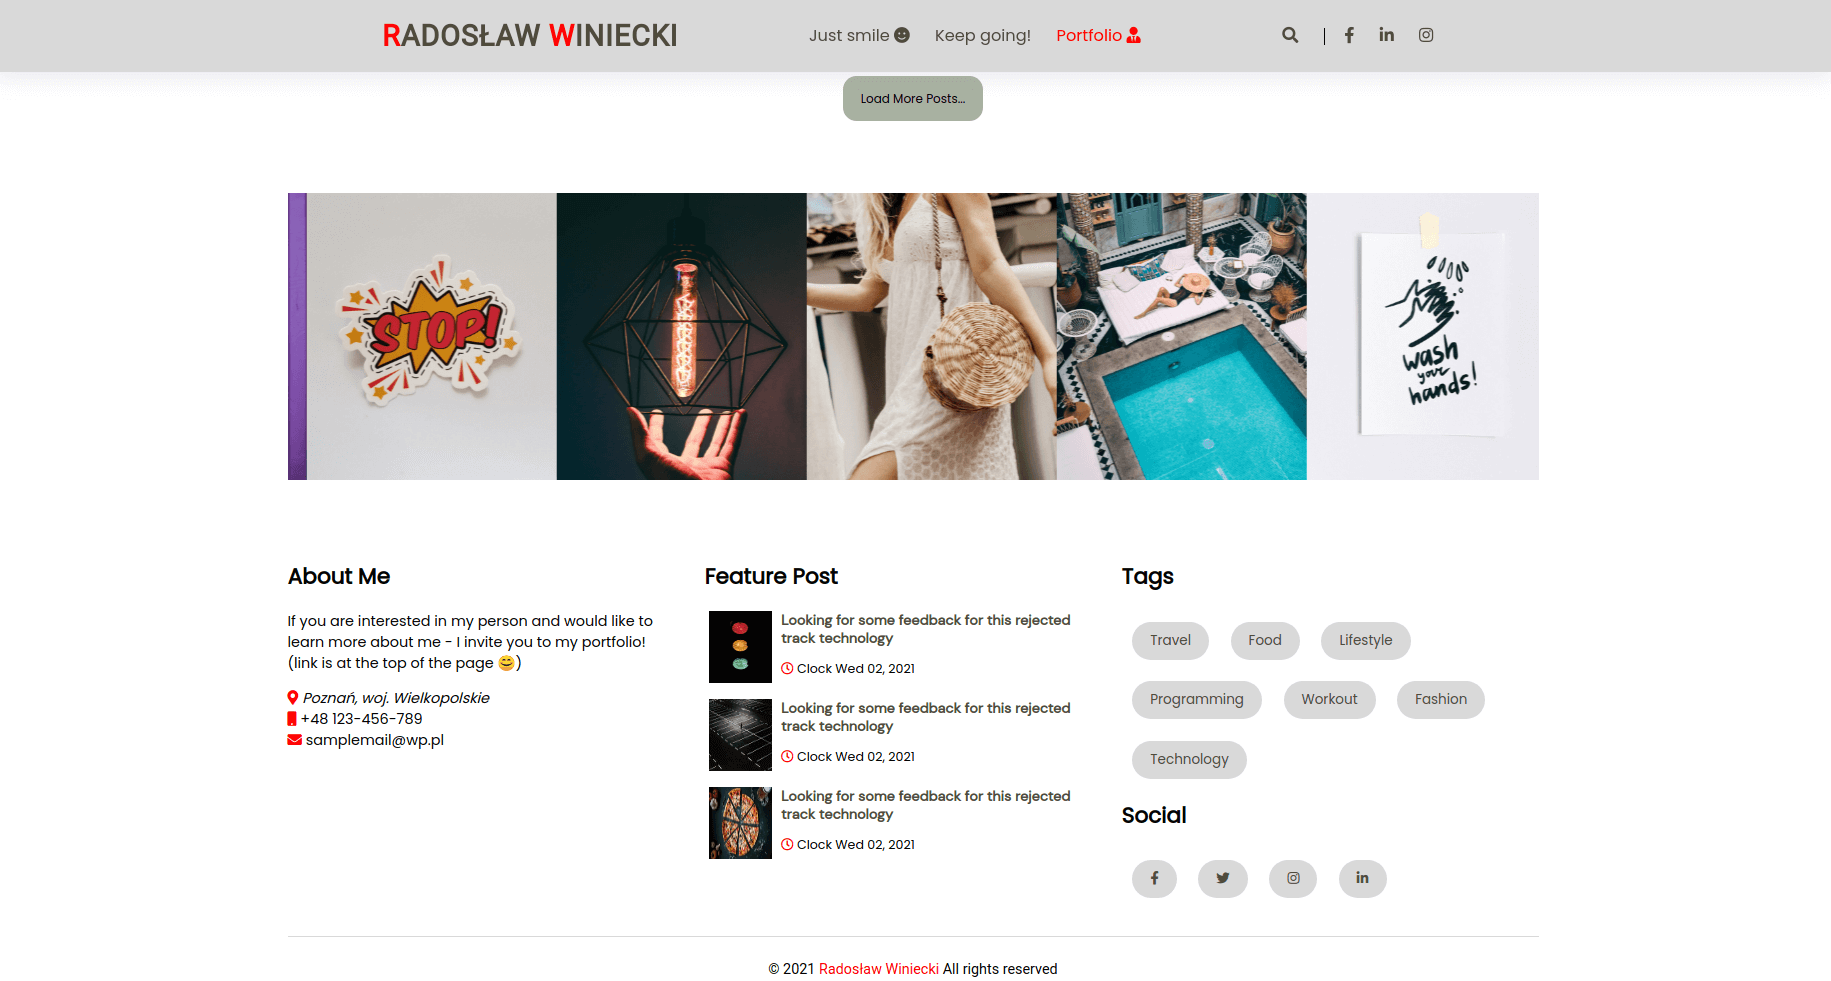 RADOSŁAW WINIECKI
Just smile Keep going! Portfolio
Load More Posts...
STOP!
wash
your
hands!
About Me
If you are interested in my person and would like to
learn more about me - I invite you to my portfolio!
(link is at the top of the page 😊)
Poznań, woj. Wielkopolskie
+48 123-456-789
samplemail@wp.pl
Feature Post
Looking for some feedback for this rejected
track technology
Clock Wed 02, 2021
Looking for some feedback for this rejected
track technology
Clock Wed 02, 2021
Looking for some feedback for this rejected
track technology
Clock Wed 02, 2021
Tags
Travel Food Lifestyle
Programming Workout Fashion
Technology
Social
© 2021 Radosław Winiecki All rights reserved